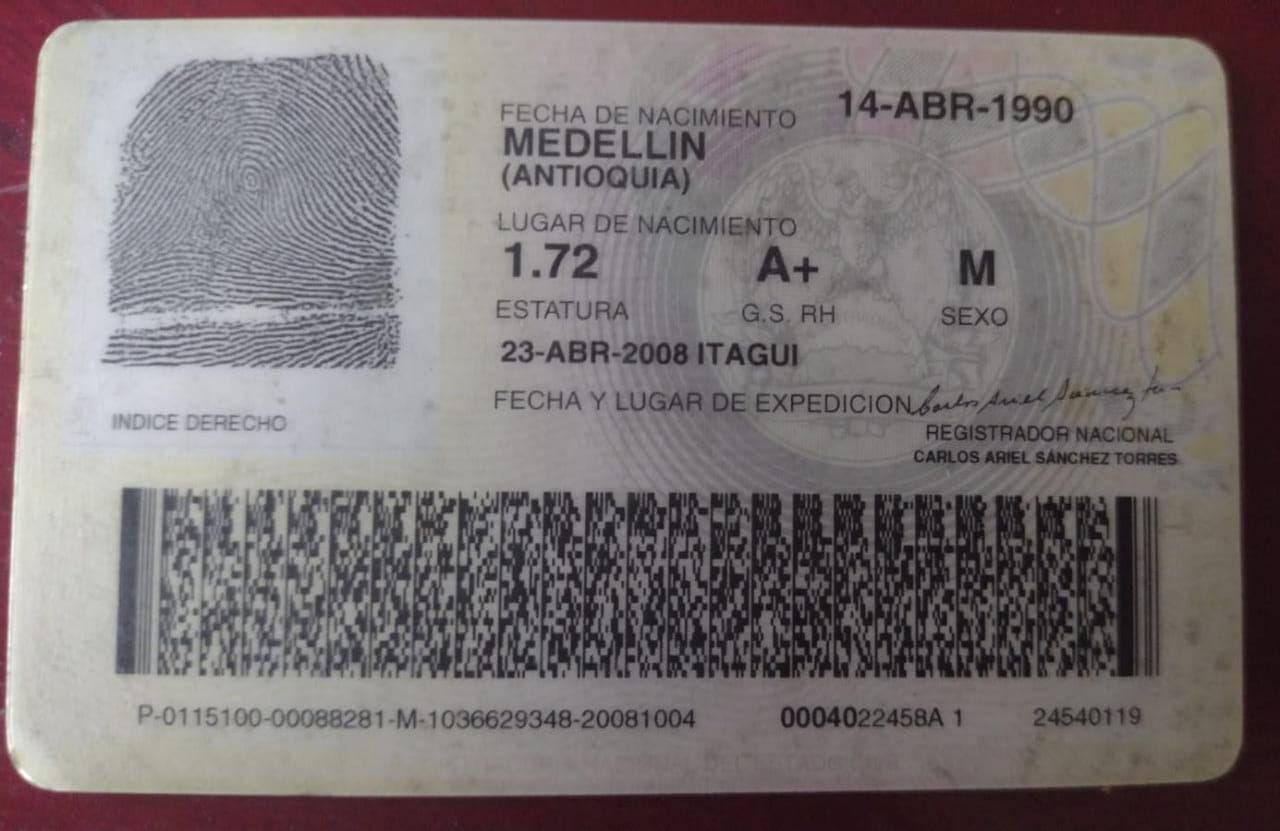 FECHA DE NACIMIENTO 14-ABR-1990
MEDELLIN
(ANTIOQUIA)
LUGAR DE NACIMIENTO
1.72 A+ M
ESTATURA G.S. RH SEXO
23-ABR-2008 ITAGUI
FECHA Y LUGAR DE EXPEDICION
INDICE DERECHO
REGISTRADOR NACIONAL
CARLOS ARIEL SÁNCHEZ TORRES
P-0115100-00088281-M-1036629348-20081004 0004022458A 1 24540119